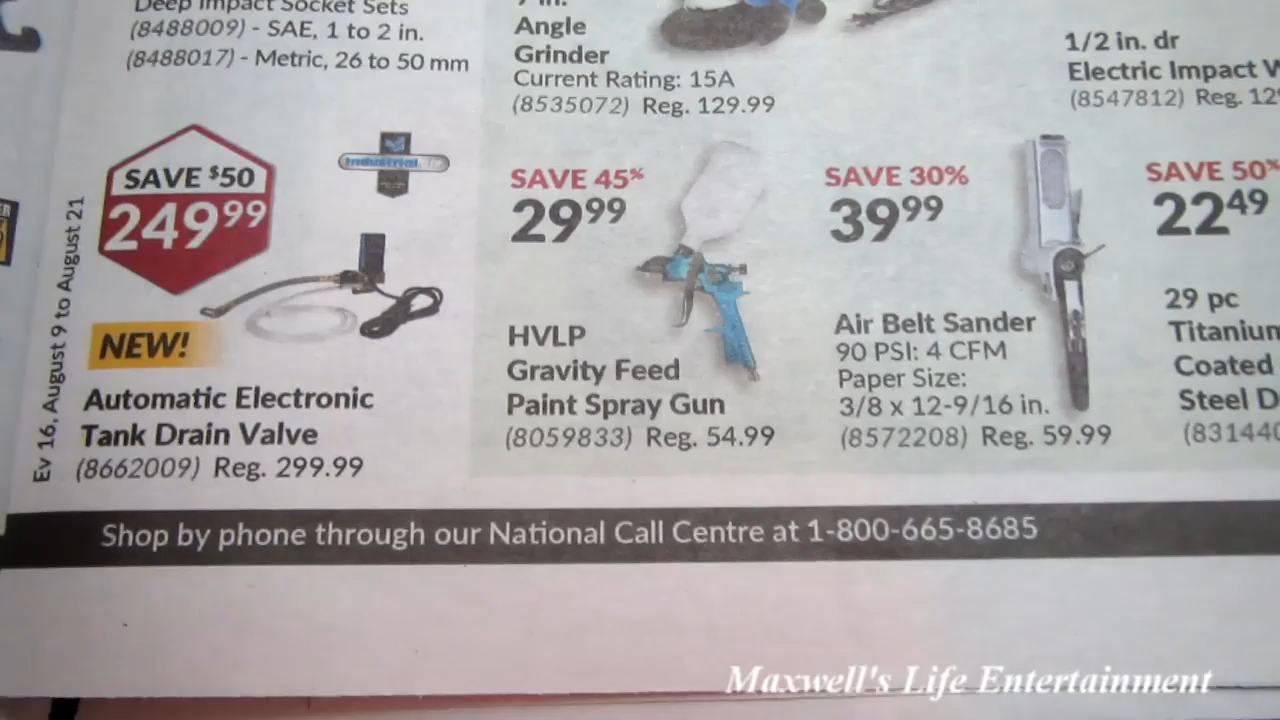 Deep Impact Socket Sets
(8488009) - SAE, 1 to 2 in.
(8488017) - Metric, 26 to 50 mm
Angle
Grinder
Current Rating: 15A
(8535072) Reg. 129.99
1/2 in. dr
Electric Impact
(8547812) Reg.
Ev 16, August 9 to August 21
SAVE $50
249.99
Industrial
NEW!
Automatic Electronic
Tank Drain Valve
(8662009) Reg. 299.99
SAVE 45%
29.99
HVLP
Gravity Feed
Paint Spray Gun
(8059833) Reg. 54.99
SAVE 30%
39.99
Air Belt Sander
90 PSI: 4 CFM
Paper Size:
3/8 x 12-9/16 in.
(8572208) Reg. 59.99
SAVE 50%
22.49
29 pc
Titanium
Coated
Steel
Shop by phone through our National Call Centre at 1-800-665-8685
Maxwell's Life Entertainment